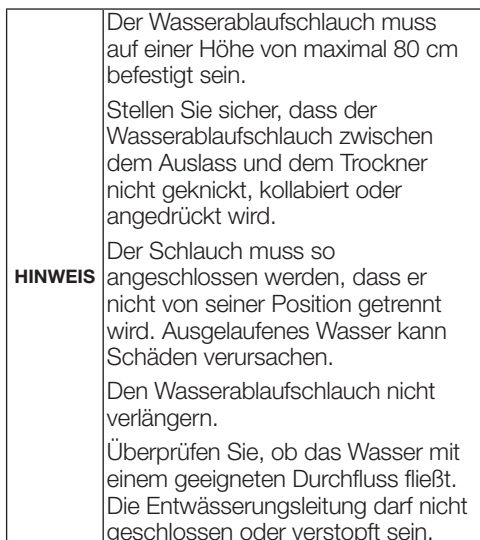 Der Wasserablaufschlauch muss
auf einer Höhe von maximal 80 cm
befestigt sein.
Stellen Sie sicher, dass der
Wasserablaufschlauch zwischen
dem Auslass und dem Trockner
nicht geknickt, kollabiert oder
angedrückt wird.
Der Schlauch muss so
HINWEIS angeschlossen werden, dass er
nicht von seiner Position getrennt
wird. Ausgelaufenes Wasser kann
Schäden verursachen.
Den Wasserablaufschlauch nicht
verlängern.
Überprüfen Sie, ob das Wasser mit
einem geeigneten Durchfluss fließt.
Die Entwässerungsleitung darf nicht
geschlossen oder verstopft sein.